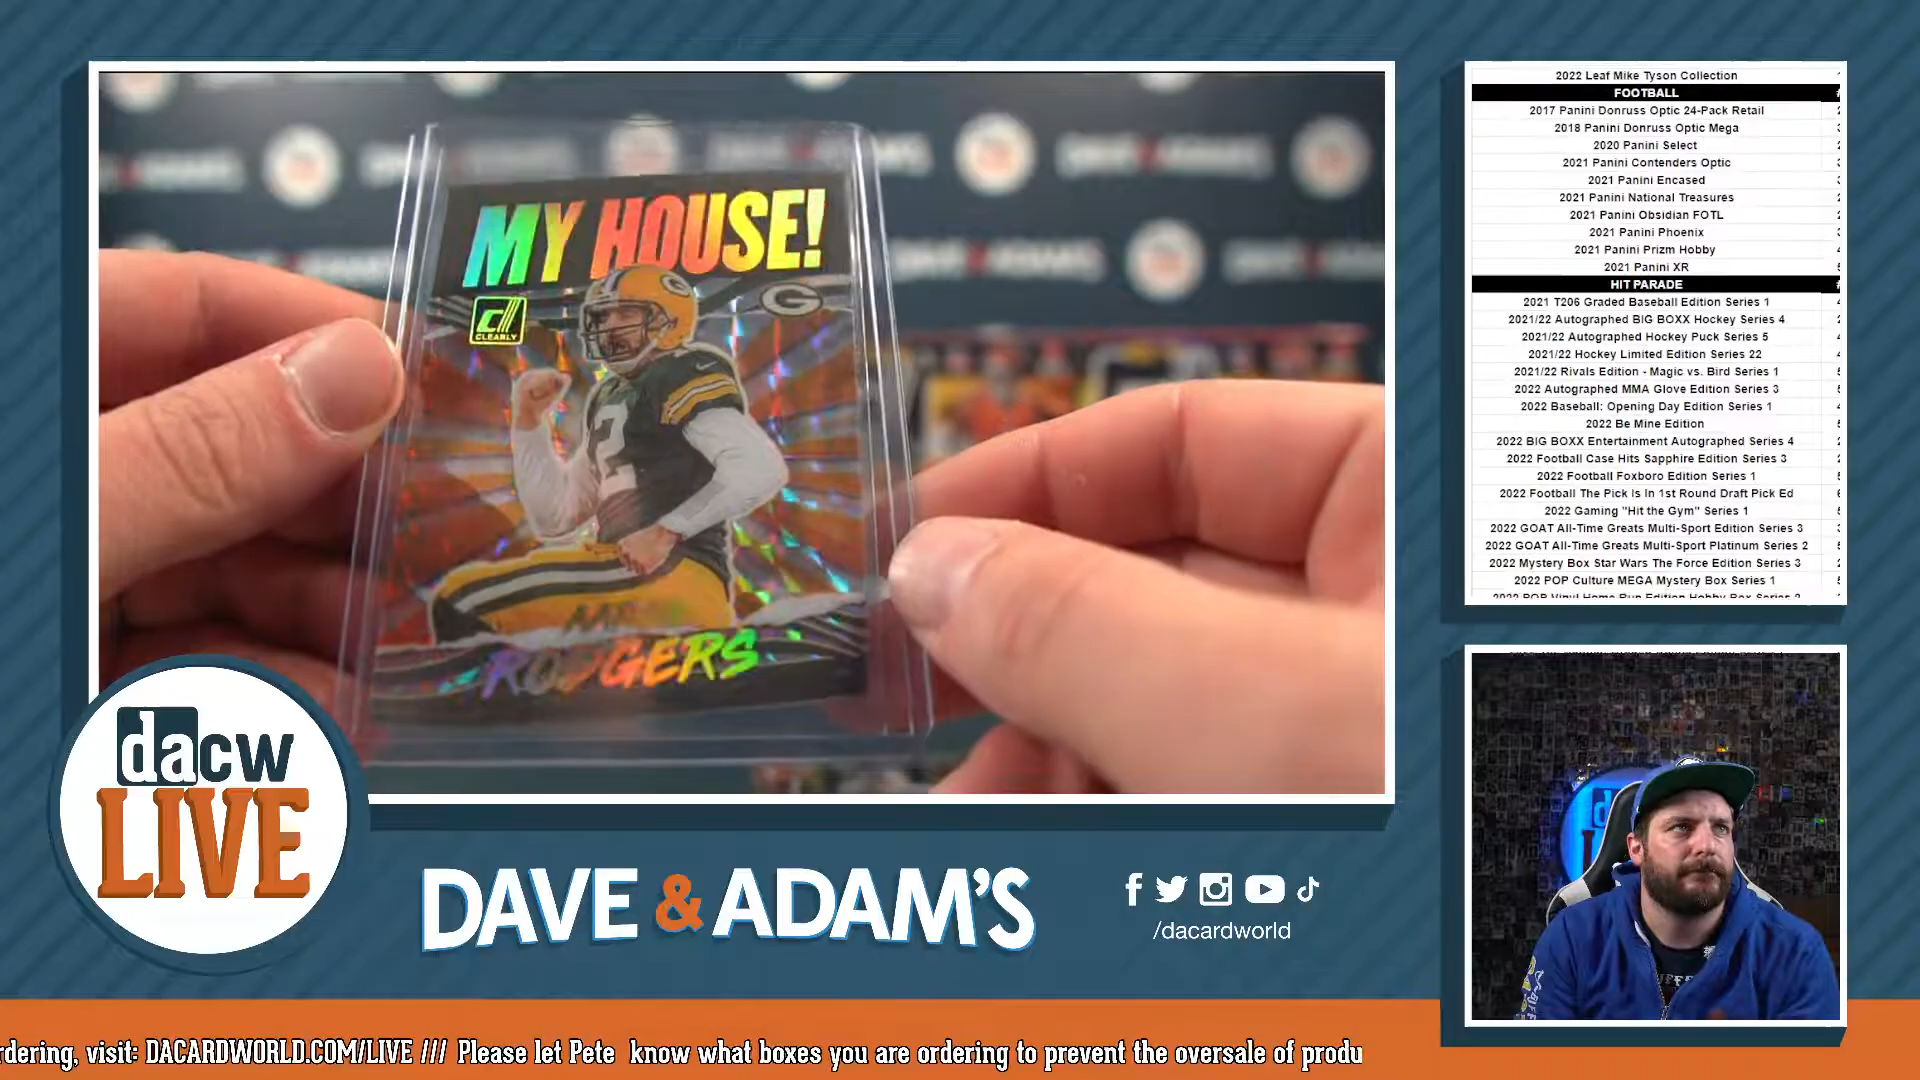 MY HOUSE!
G
CLEARLY
RODGERS
dacw
LIVE
DAVE & ADAM'S
/dacardworld
rdering, visit: DACARDWORLD.COM/LIVE /// Please let Pete know what boxes you are ordering to prevent the oversale of produ
2022 Leaf Mike Tyson Collection
FOOTBALL
2017 Panini Donruss Optic 24-Pack Retail
2018 Panini Donruss Optic Mega
2020 Panini Select
2021 Panini Contenders Optic
2021 Panini Encased
2021 Panini National Treasures
2021 Panini Obsidian FOTL
2021 Panini Phoenix
2021 Panini Prizm Hobby
2021 Panini XR
HIT PARADE
2021 T206 Graded Baseball Edition Series 1
2021/22 Autographed BIG BOXX Hockey Series 4
2021/22 Autographed Hockey Puck Series 5
2021/22 Hockey Limited Edition Series 22
2021/22 Rivals Edition - Magic vs. Bird Series 1
2022 Autographed MMA Glove Edition Series 3
2022 Baseball: Opening Day Edition Series 1
2022 Be Mine Edition
2022 BIG BOXX Entertainment Autographed Series 4
2022 Football Case Hits Sapphire Edition Series 3
2022 Football Foxboro Edition Series 1
2022 Football The Pick Is In 1st Round Draft Pick Ed
2022 Gaming "Hit the Gym" Series 1
2022 GOAT All-Time Greats Multi-Sport Edition Series 3
2022 GOAT All-Time Greats Multi-Sport Platinum Series 2
2022 Mystery Box Star Wars The Force Edition Series 3
2022 POP Culture MEGA Mystery Box Series 1
2022 POP Vinyl Home Run Edition Hobby Box Series 2